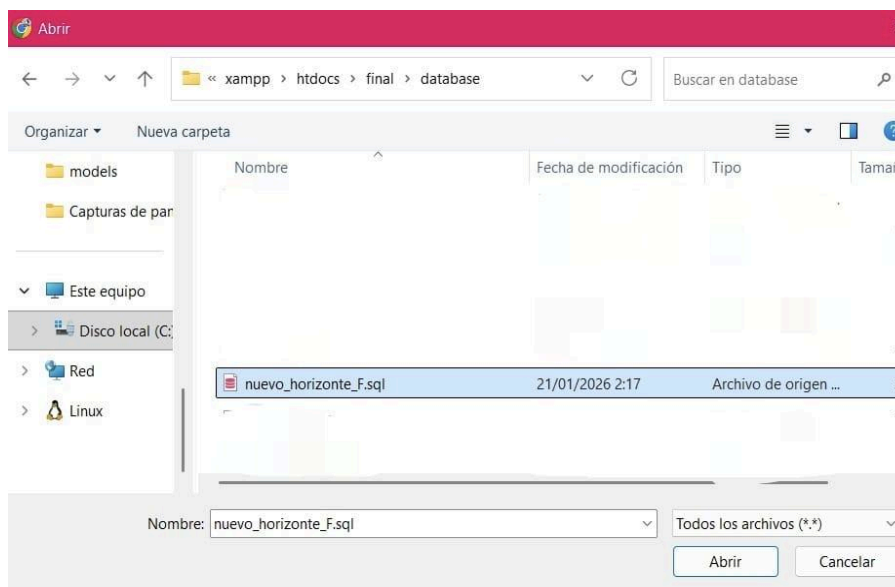 Abrir
« xampp › htdocs › final › database
Buscar en database
Organizar
Nueva carpeta
Nombre
Fecha de modificación
Tipo
models
Capturas de pan
Este equipo
Disco local (C:)
Red
nuevo_horizonte_F.sql
21/01/2026 2:17
Archivo de origen ...
Linux
Nombre:
nuevo_horizonte_F.sql
Todos los archivos (*.*)
Abrir
Cancelar